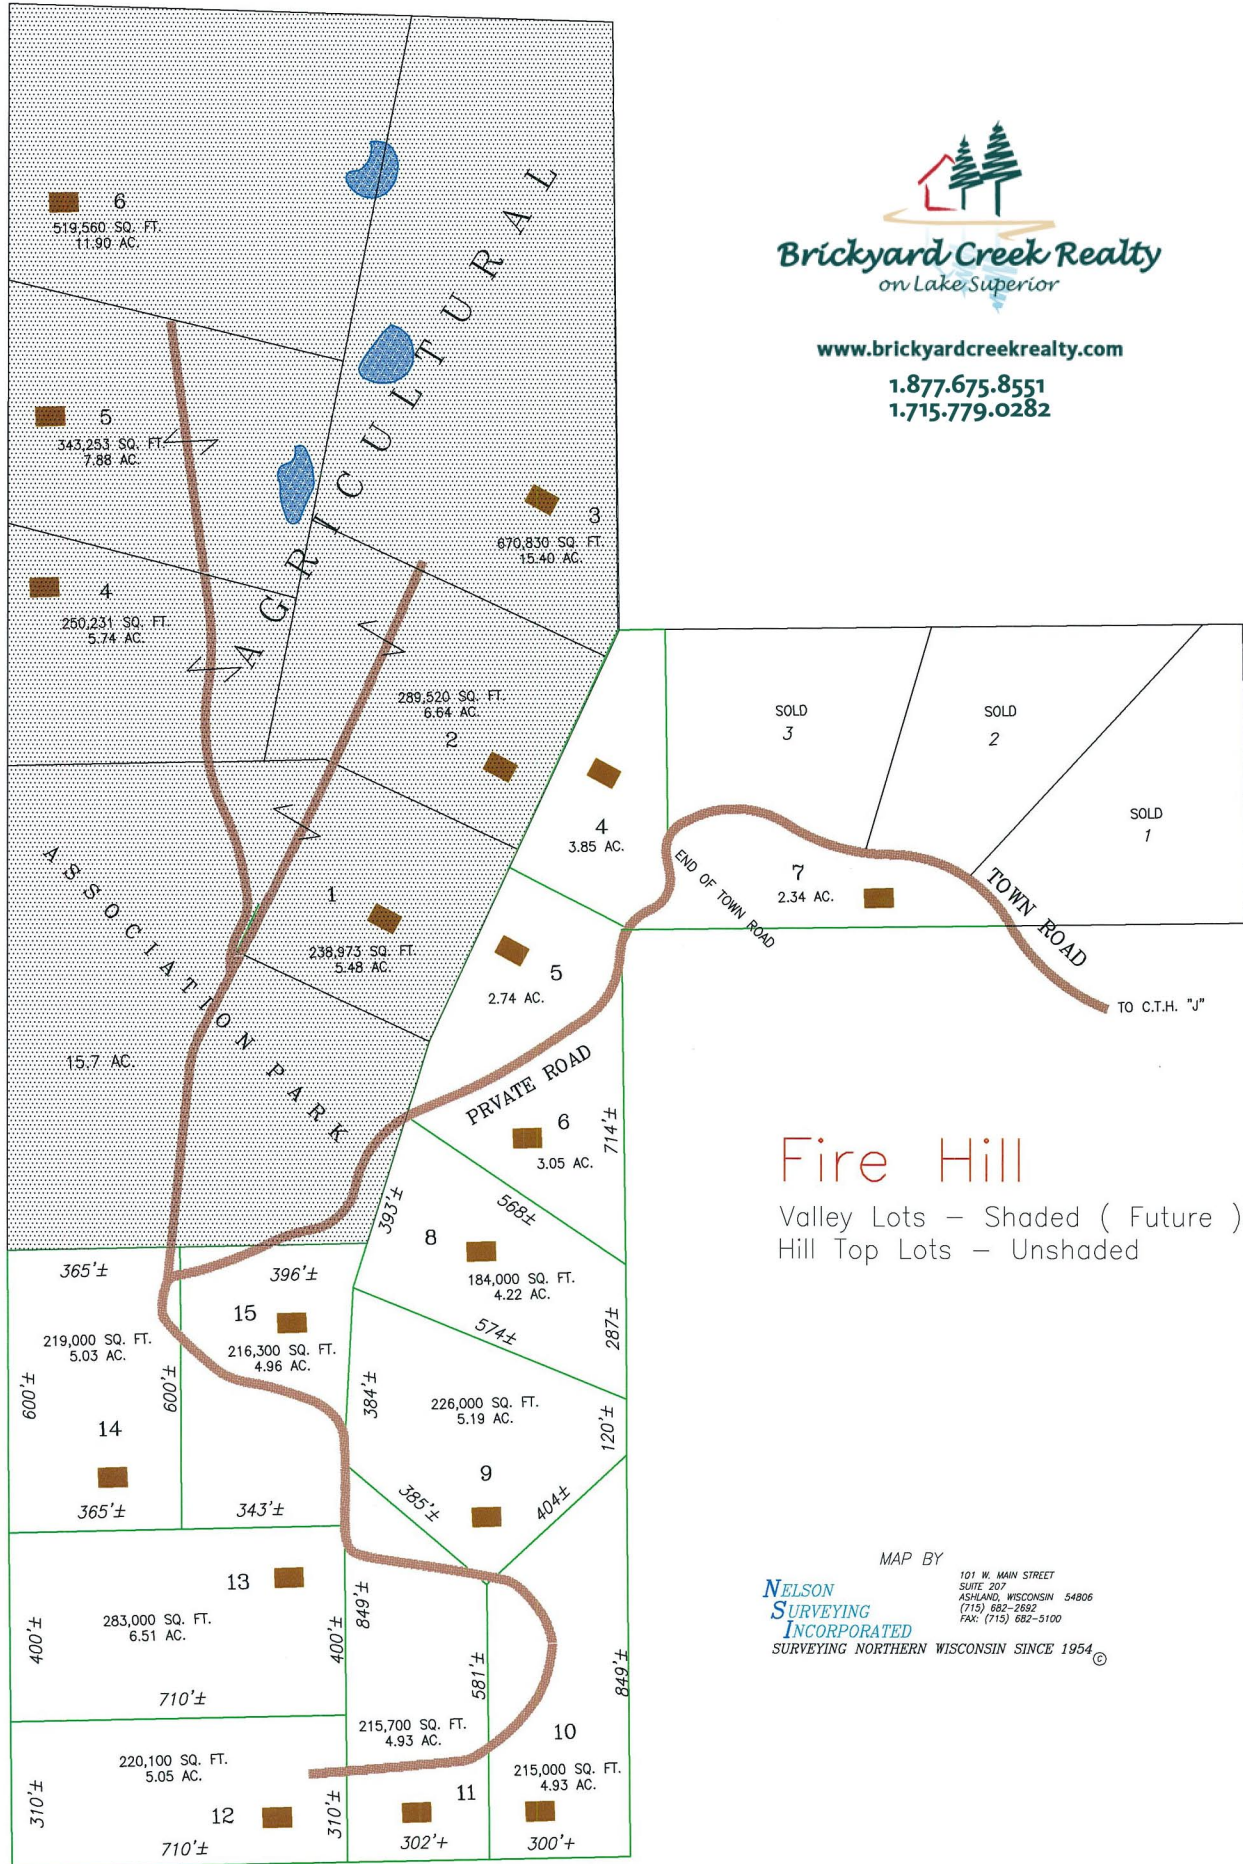 Brickyard Creek Realty
on Lake Superior
www.brickyardcreekrealty.com
1.877.675.8551
1.715.779.0282
AGRICULTURAL
6
519,560 SQ. FT.
11.90 AC.
5
343,253 SQ. FT.
7.88 AC.
3
670,830 SQ. FT.
15.40 AC.
4
250,231 SQ. FT.
5.74 AC.
289,520 SQ. FT.
6.64 AC.
2
1
238,973 SQ. FT.
5.48 AC.
ASSOCIATION PARK
15.7 AC.
SOLD
3
SOLD
2
SOLD
1
4
3.85 AC.
7
2.34 AC.
END OF TOWN ROAD
TOWN ROAD
TO C.T.H. "J"
5
2.74 AC.
PRVATE ROAD
6
3.05 AC.
714'±
393'±
568±
8
184,000 SQ. FT.
4.22 AC.
287±
574±
Fire Hill
Valley Lots – Shaded ( Future )
Hill Top Lots – Unshaded
365'±
396'±
15
216,300 SQ. FT.
4.96 AC.
219,000 SQ. FT.
5.03 AC.
600'±
600'±
14
365'±
343'±
384'±
226,000 SQ. FT.
5.19 AC.
120'±
9
385'±
404±
13
283,000 SQ. FT.
6.51 AC.
400'±
400'±
710'±
849'±
581'±
849'±
215,700 SQ. FT.
4.93 AC.
11
302'+
10
215,000 SQ. FT.
4.93 AC.
300'+
220,100 SQ. FT.
5.05 AC.
310'±
310'±
12
710'±
MAP BY
NELSON
SURVEYING
INCORPORATED
101 W. MAIN STREET
SUITE 207
ASHLAND, WISCONSIN 54806
(715) 682-2692
FAX: (715) 682-5100
SURVEYING NORTHERN WISCONSIN SINCE 1954 ©